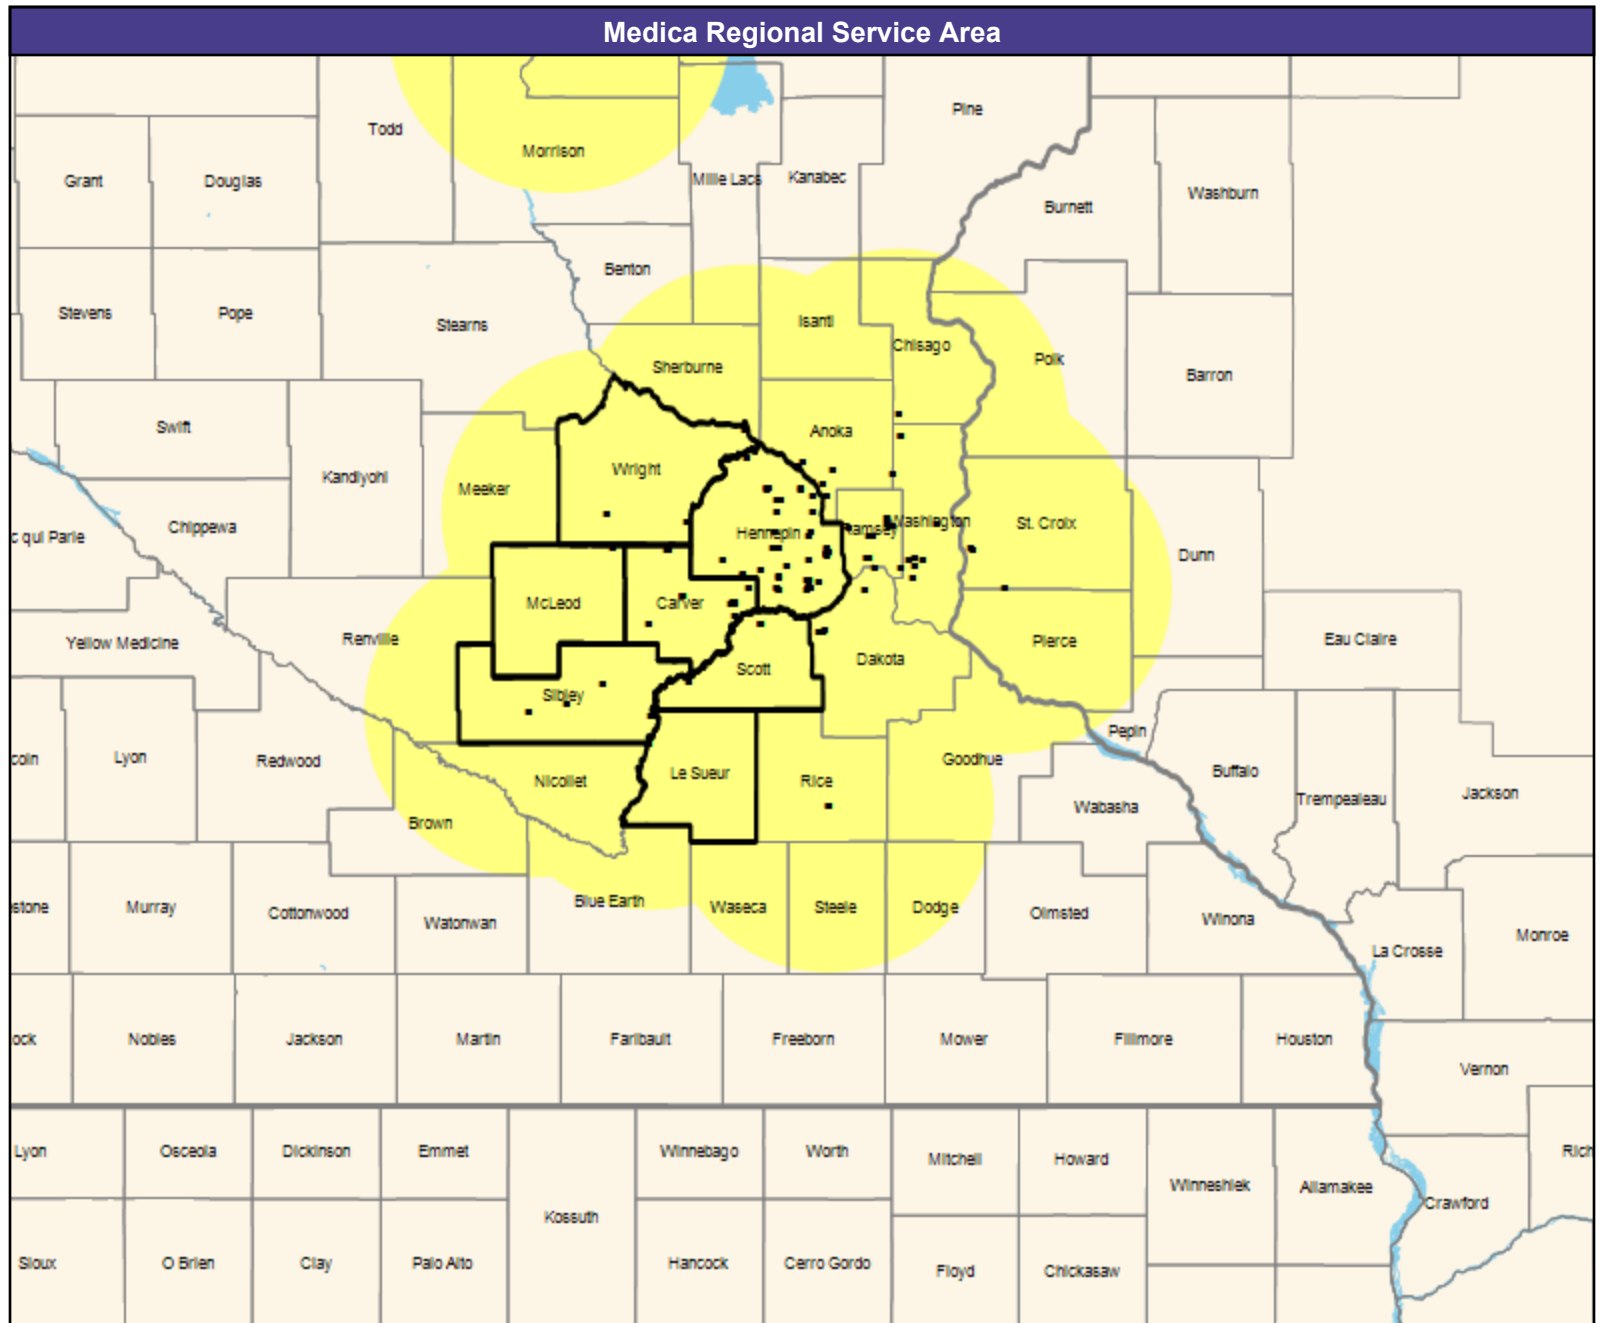 Medica Regional Service Area
Pine
Todd
Morrison
Grant
Douglas
Mille Lacs
Kanabec
Washburn
Burnett
Benton
Stevens
Pope
Stearns
Isanti
Chisago
Sherburne
Polk
Barron
Swift
Anoka
Wright
Kandiyohi
Meeker
Chippewa
Hennepin
Ramsey
Washington
St. Croix
c qui Parle
Dunn
McLeod
Carver
Yellow Medicine
Renville
Pierce
Eau Claire
Scott
Dakota
Sibley
Pepin
coln
Lyon
Redwood
Goodhue
Buffalo
Nicollet
Le Sueur
Rice
Trempealeau
Jackson
Wabasha
Brown
stone
Murray
Cottonwood
Watonwan
Blue Earth
Waseca
Steele
Dodge
Olmsted
Winona
Monroe
La Crosse
ock
Nobles
Jackson
Martin
Faribault
Freeborn
Mower
Fillmore
Houston
Vernon
Lyon
Osceola
Dickinson
Emmet
Winnebago
Worth
Mitchell
Howard
Rich
Winneshiek
Allamakee
Crawford
Kossuth
Sioux
O Brien
Clay
Palo Alto
Hancock
Cerro Gordo
Floyd
Chickasaw